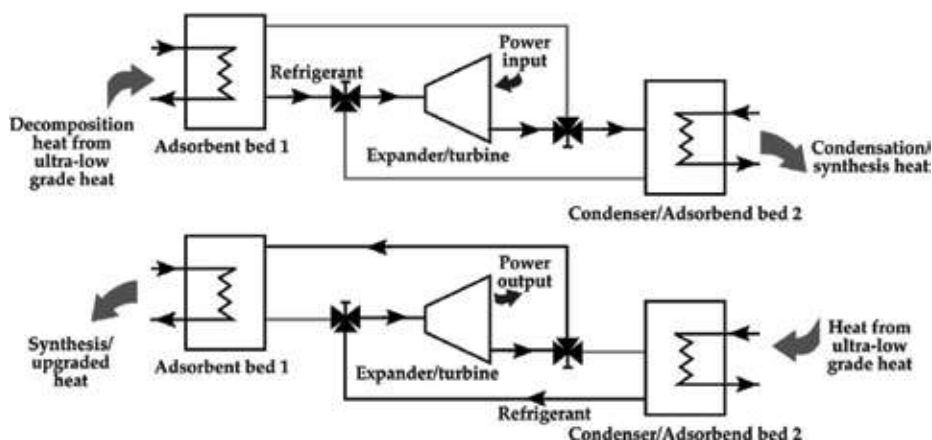 Power
input
Refrigerant
Decomposition
heat from
ultra-low
grade heat
Adsorbent bed 1
Expander/turbine
Condensation/
synthesis heat:
Condenser/Adsorbend bed 2
Power
output
Synthesis/
upgraded
heat
Adsorbent bed 1
Expander/turbine
Heat from
ultra-low
grade heat
Refrigerant
Condenser/Adsorbend bed 2